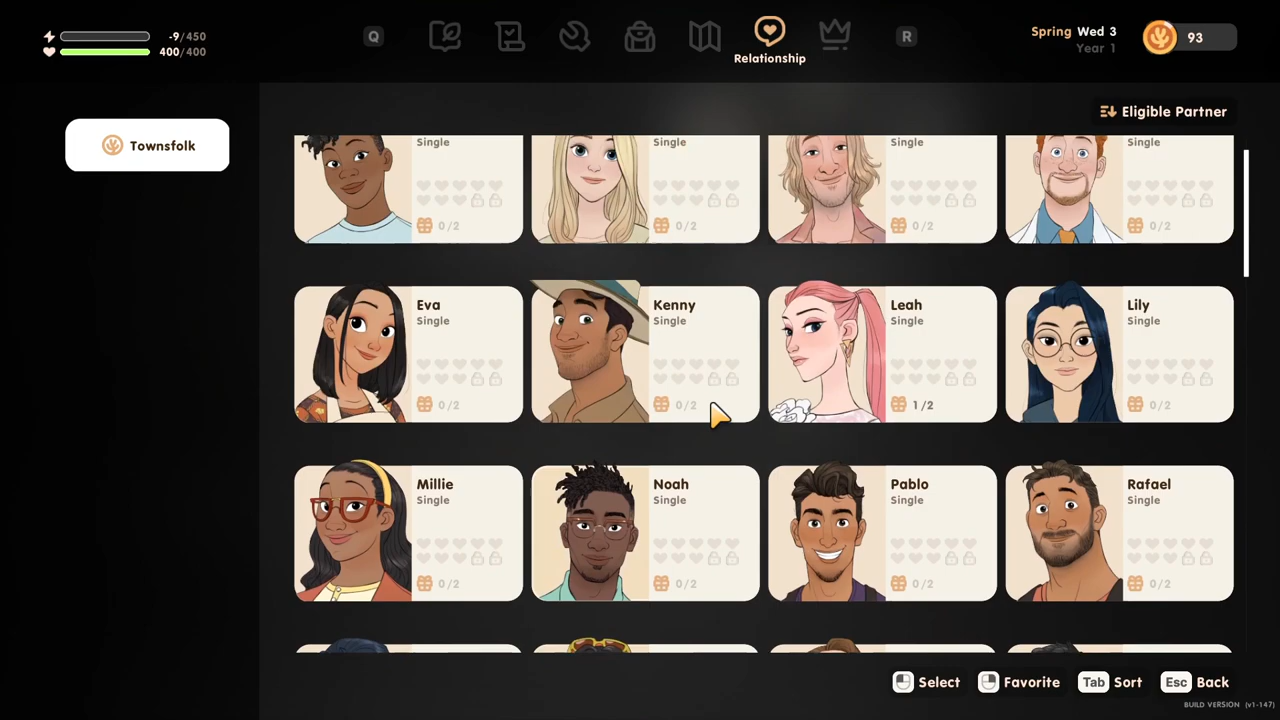 -9/450
400/400
Q
R
Relationship
Spring Wed 3
Year 1
93
Townsfolk
Eligible Partner
Single
Single
Single
Single
0/2
0/2
0/2
0/2
Eva
Single
0/2
Kenny
Single
0/2
Leah
Single
1/2
Lily
Single
0/2
Millie
Single
0/2
Noah
Single
0/2
Pablo
Single
0/2
Rafael
Single
0/2
Select
Favorite
Tab Sort
Esc Back
BUILD VERSION (v1-147)